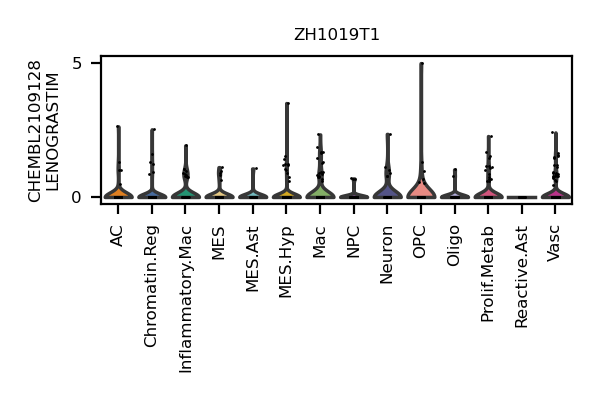 ZH1019T1
CHEMBL2109128
LENOGRASTIM
5
0
AC
Chromatin.Reg
Inflammatory.Mac
MES
MES.Ast
MES.Hyp
Mac
NPC
Neuron
OPC
Oligo
Prolif.Metab
Reactive.Ast
Vasc